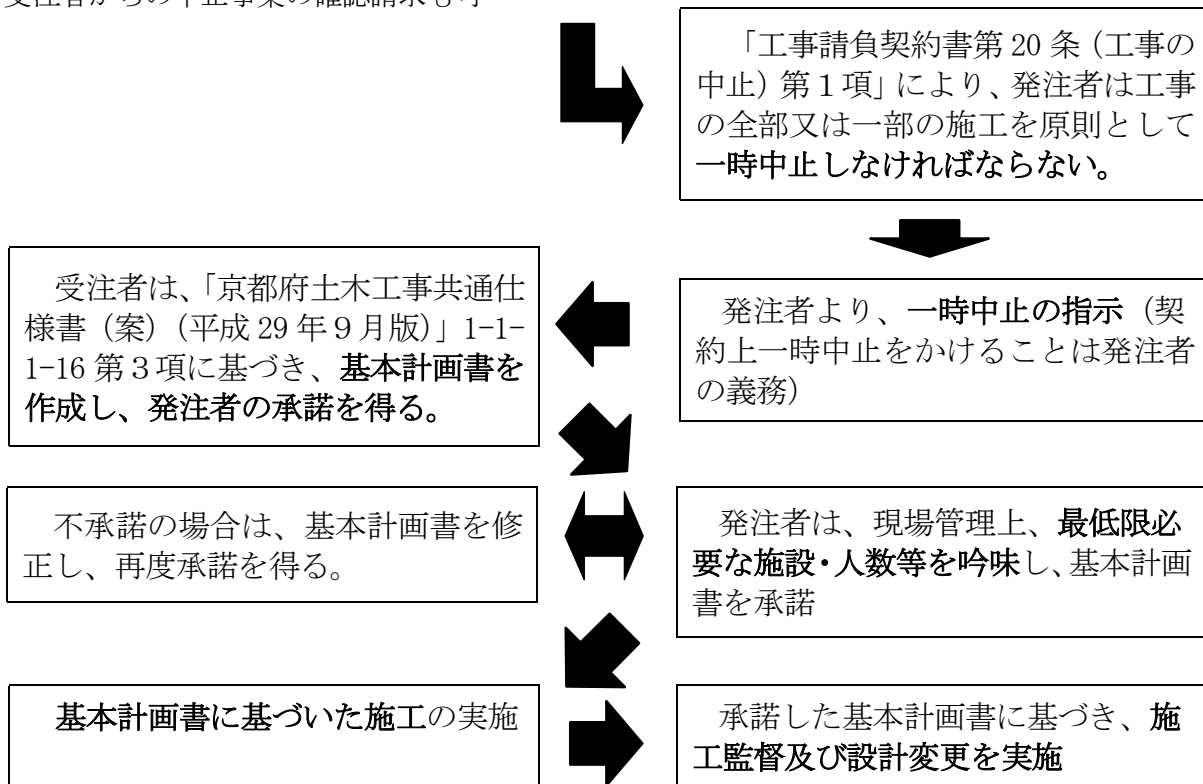 受注者からの中止事案の確認請求も
「工事請負契約書第 20 条（工事の
中止）第１項」により、発注者は工事
の全部又は一部の施工を原則として
一時中止しなければならない。
発注者より、一時中止の指示（契
約上一時中止をかけることは発注者
の義務）
受注者は、「京都府土木工事共通仕
様書（案）（平成 29 年９月版）」1-1-
1-16 第３項に基づき、基本計画書を
作成し、発注者の承諾を得る。
発注者は、現場管理上、最低限必
要な施設・人数等を吟味し、基本計画
書を承諾
不承諾の場合は、基本計画書を修
正し、再度承諾を得る。
基本計画書に基づいた施工の実施
承諾した基本計画書に基づき、施
工監督及び設計変更を実施